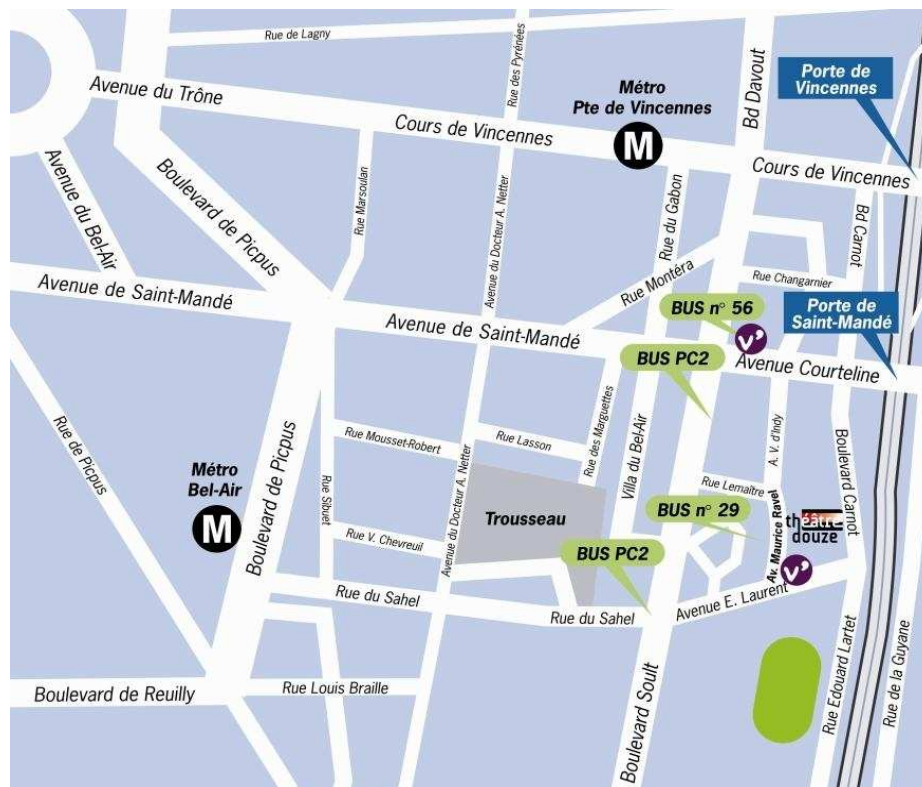 Rue de Lagny
Rue des Pyrénées
Bd Davout
Porte de
Vincennes
Avenue du Trône
Métro
Pte de Vincennes
M
Cours de Vincennes
Cours de Vincennes
Avenue du Bel-Air
Boulevard de Picpus
Rue Marsoulan
Avenue du Docteur A. Netter
Rue du Gabon
Bd Carnot
Rue Montéra
Rue Changarnier
Avenue de Saint-Mandé
Avenue de Saint-Mandé
BUS n° 56
V'
Porte de
Saint-Mandé
BUS PC2
Avenue Courteline
Rue de Picpus
Métro
Bel-Air
M
Boulevard de Picpus
Rue Sibuet
Rue Mousset-Robert
Avenue du Docteur A. Netter
Rue Lasson
Rue des Marguettes
Villa du Bel-Air
A. V. d'Indy
Boulevard Carnot
Rue Lemaître
Trousseau
BUS n° 29
Av. Maurice Ravel
théâtre
douze
Rue V. Chevreuil
BUS PC2
V'
Rue du Sahel
Rue du Sahel
Avenue E. Laurent
Boulevard de Reuilly
Rue Louis Braille
Boulevard Soult
Rue Edouard Lartet
Rue de la Guyane